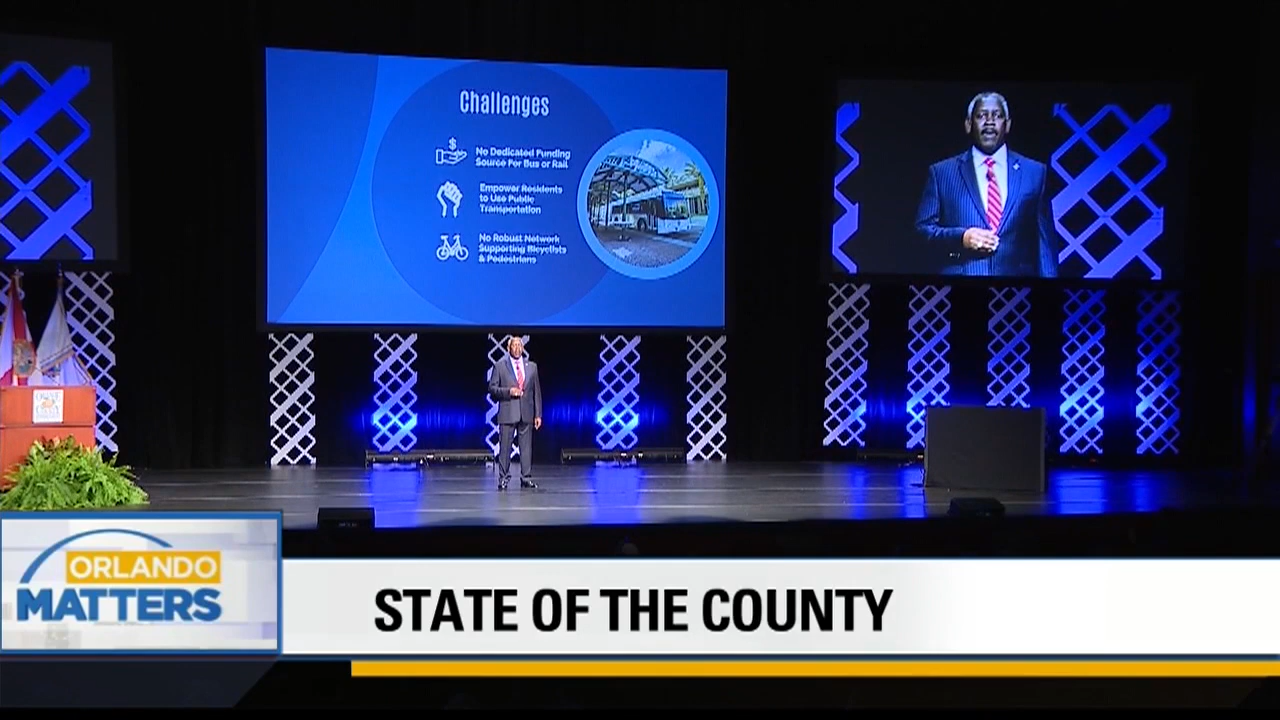 Challenges
No Dedicated Funding
Source For Bus or Rail
Empower Residents
to Use Public
Transportation
No Robust Network
Supporting Bicyclists
& Pedestrians
ORLANDO
MATTERS
STATE OF THE COUNTY